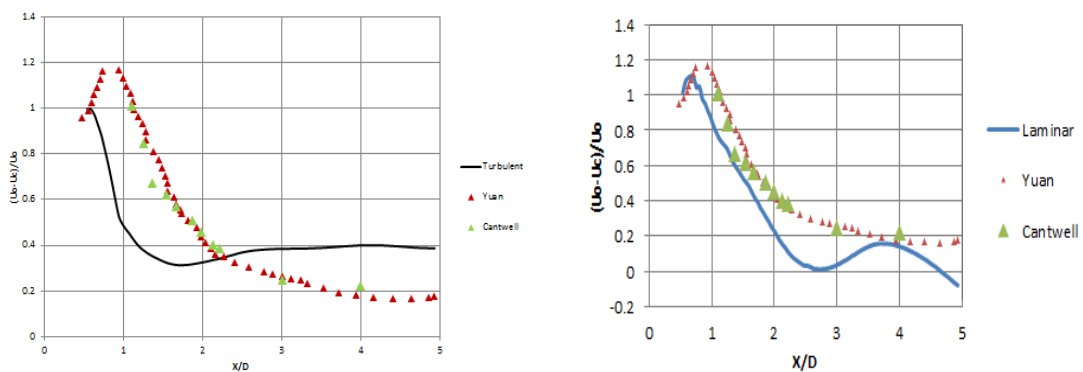 1.4
1.2
1
0.8
0.6
0.4
0.2
0
(Uo-Uc)/Uo
0 1 2 3 4 5
X/D
Turbulent
Yuan
Cantwell
1.4
1.2
1.0
0.8
0.6
0.4
0.2
0
-0.2
(Uo-Uc)/Uo
0 1 2 3 4 5
X/D
Laminar
Yuan
Cantwell